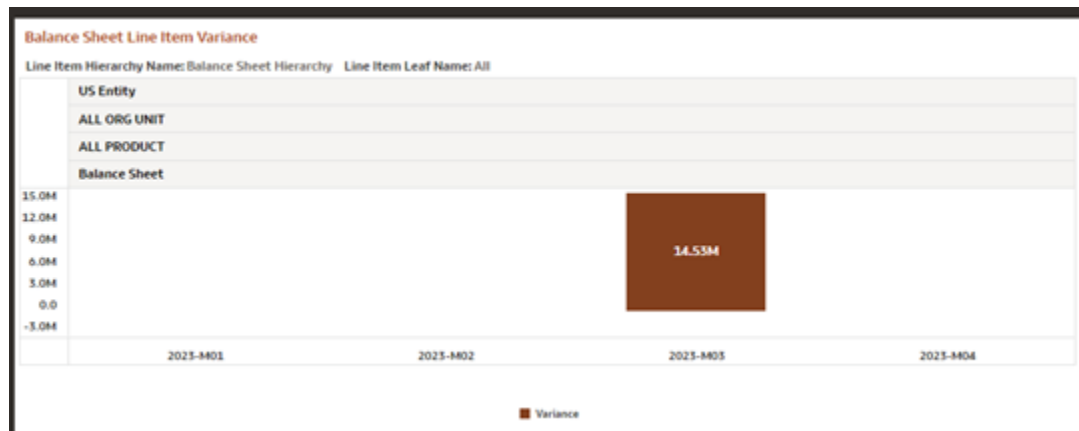 Balance Sheet Line Item Variance
Line Item Hierarchy Name: Balance Sheet Hierarchy Line Item Leaf Name: All
US Entity
ALL ORG UNIT
ALL PRODUCT
Balance Sheet
15.0M
12.0M
9.0M
6.0M
3.0M
0.0
-3.0M
14.53M
2023-M01 2023-M02 2023-M03 2023-M04
Variance